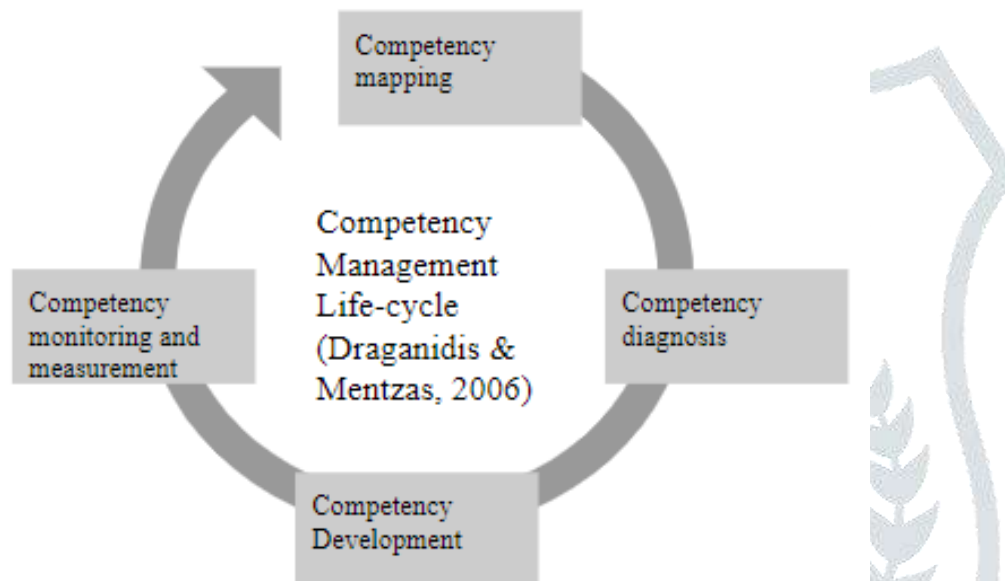 Competency
mapping
Competency
Management
Life-cycle
(Draganidis &
Mentzas, 2006)
Competency
diagnosis
Competency
Development
Competency
monitoring and
measurement